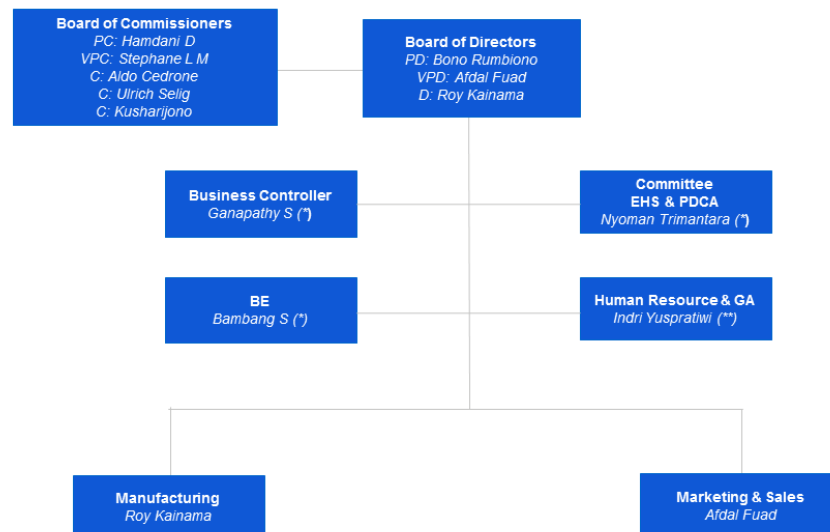 Board of Commissioners
PC: Hamdani D
VPC: Stephane L M
C: Aldo Cedrone
C: Ulrich Selig
C: Kusharijono
Board of Directors
PD: Bono Rumbiono
VPD: Afdal Fuad
D: Roy Kainama
Business Controller
Ganapathy S (*)
Committee
EHS & PDCA
Nyoman Trimantara (*)
BE
Bambang S (*)
Human Resource & GA
Indri Yuspratiwi (**)
Manufacturing
Roy Kainama
Marketing & Sales
Afdal Fuad